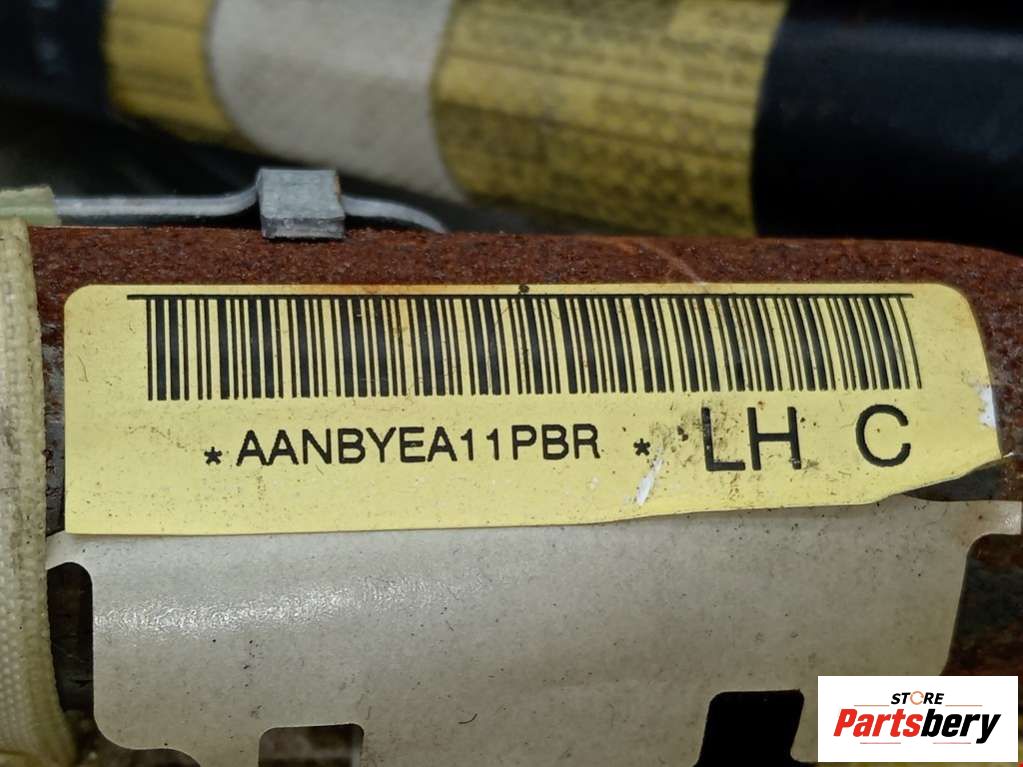 *AANBYEA11PBR * LH C
STORE
Partsbery